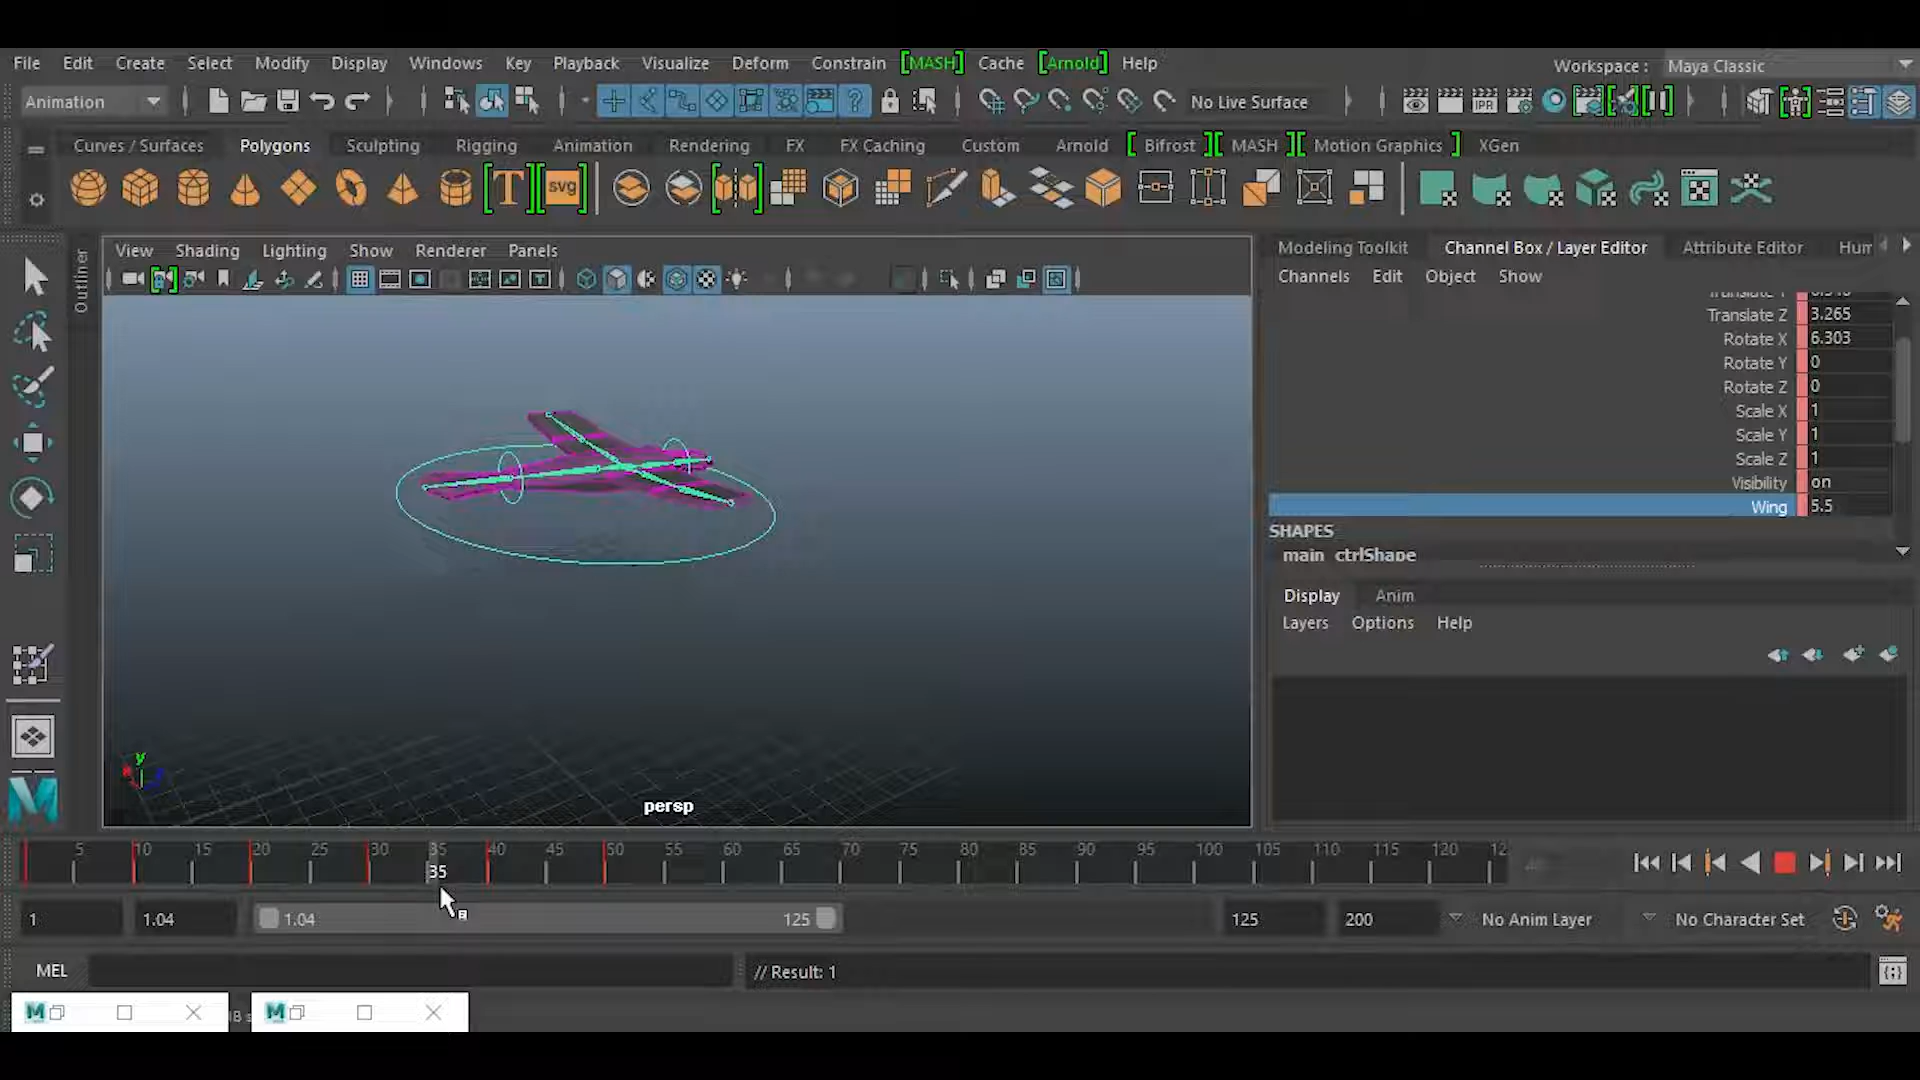 File Edit Create Select Modify Display Windows Key Playback Visualize Deform Constrain [MASH] Cache [Arnold] Help Workspace : Maya Classic
Animation IPR No Live Surface
Curves / Surfaces Polygons Sculpting Rigging Animation Rendering FX FX Caching Custom Arnold [ Bifrost ] [ MASH ] [ Motion Graphics ] XGen
T svg
View Shading Lighting Show Renderer Panels
Outliner
Modeling Toolkit Channel Box / Layer Editor Attribute Editor Hum
Channels Edit Object Show
Translate Z 3.265
Rotate X 6.303
Rotate Y 0
Rotate Z 0
Scale X 1
Scale Y 1
Scale Z 1
Visibility on
Wing 5.5
SHAPES
main_ctrlShape
Display Anim
Layers Options Help
y
persp
5 10 15 20 25 30 35 40 45 50 55 60 65 70 75 80 85 90 95 100 105 110 115 120 12
35
1 1.04 1.04 125 125 200 No Anim Layer No Character Set
MEL // Result: 1